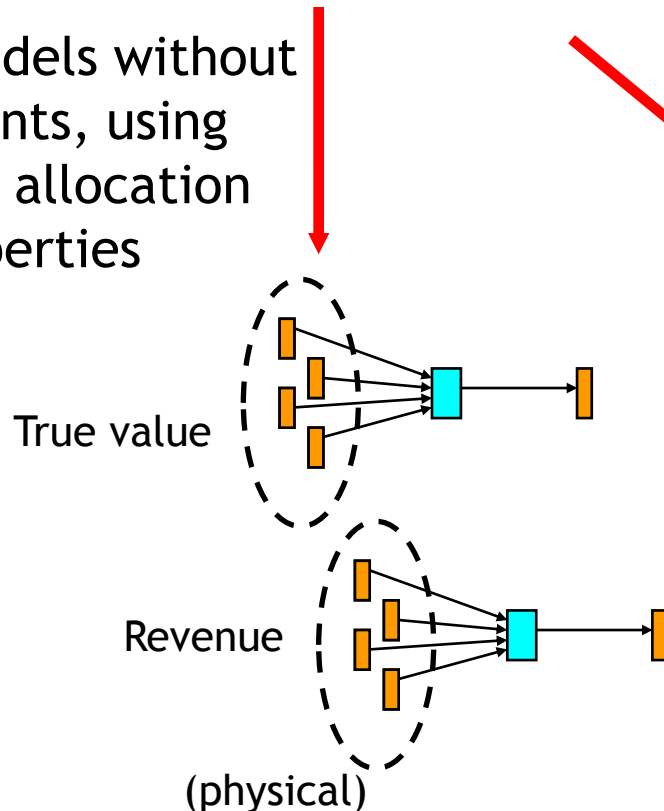 dels without
nts, using
allocation
perties
True value
Revenue
(physical)